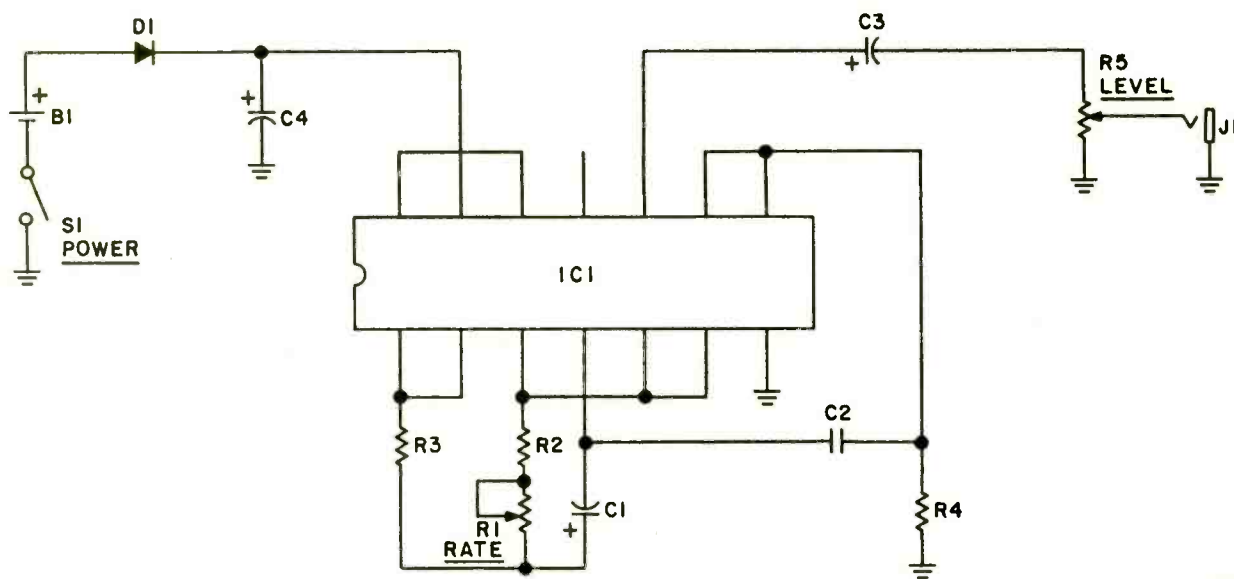 D1
C3
+
R5
LEVEL
+
B1
+
C4
J1
S1
POWER
IC1
C2
R3
R2
R1
RATE
+
C1
R4